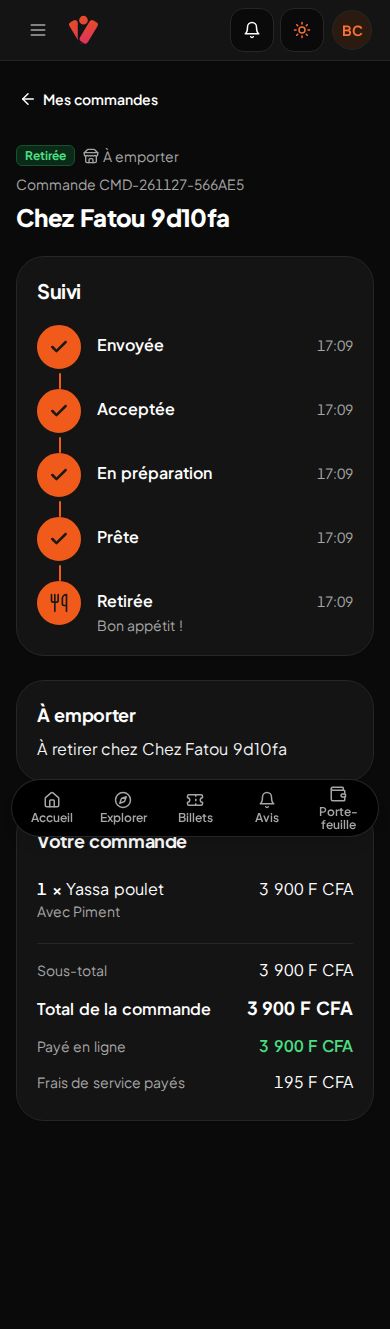 BC
Mes commandes
Retirée À emporter
Commande CMD-261127-566AE5
Chez Fatou 9d10fa
Suivi
Envoyée 17:09
Acceptée 17:09
En préparation 17:09
Prête 17:09
Retirée 17:09
Bon appétit !
À emporter
À retirer chez Chez Fatou 9d10fa
Accueil Explorer Billets Avis Porte-
feuille
Votre commande
1 × Yassa poulet 3 900 F CFA
Avec Piment
Sous-total 3 900 F CFA
Total de la commande 3 900 F CFA
Payé en ligne 3 900 F CFA
Frais de service payés 195 F CFA